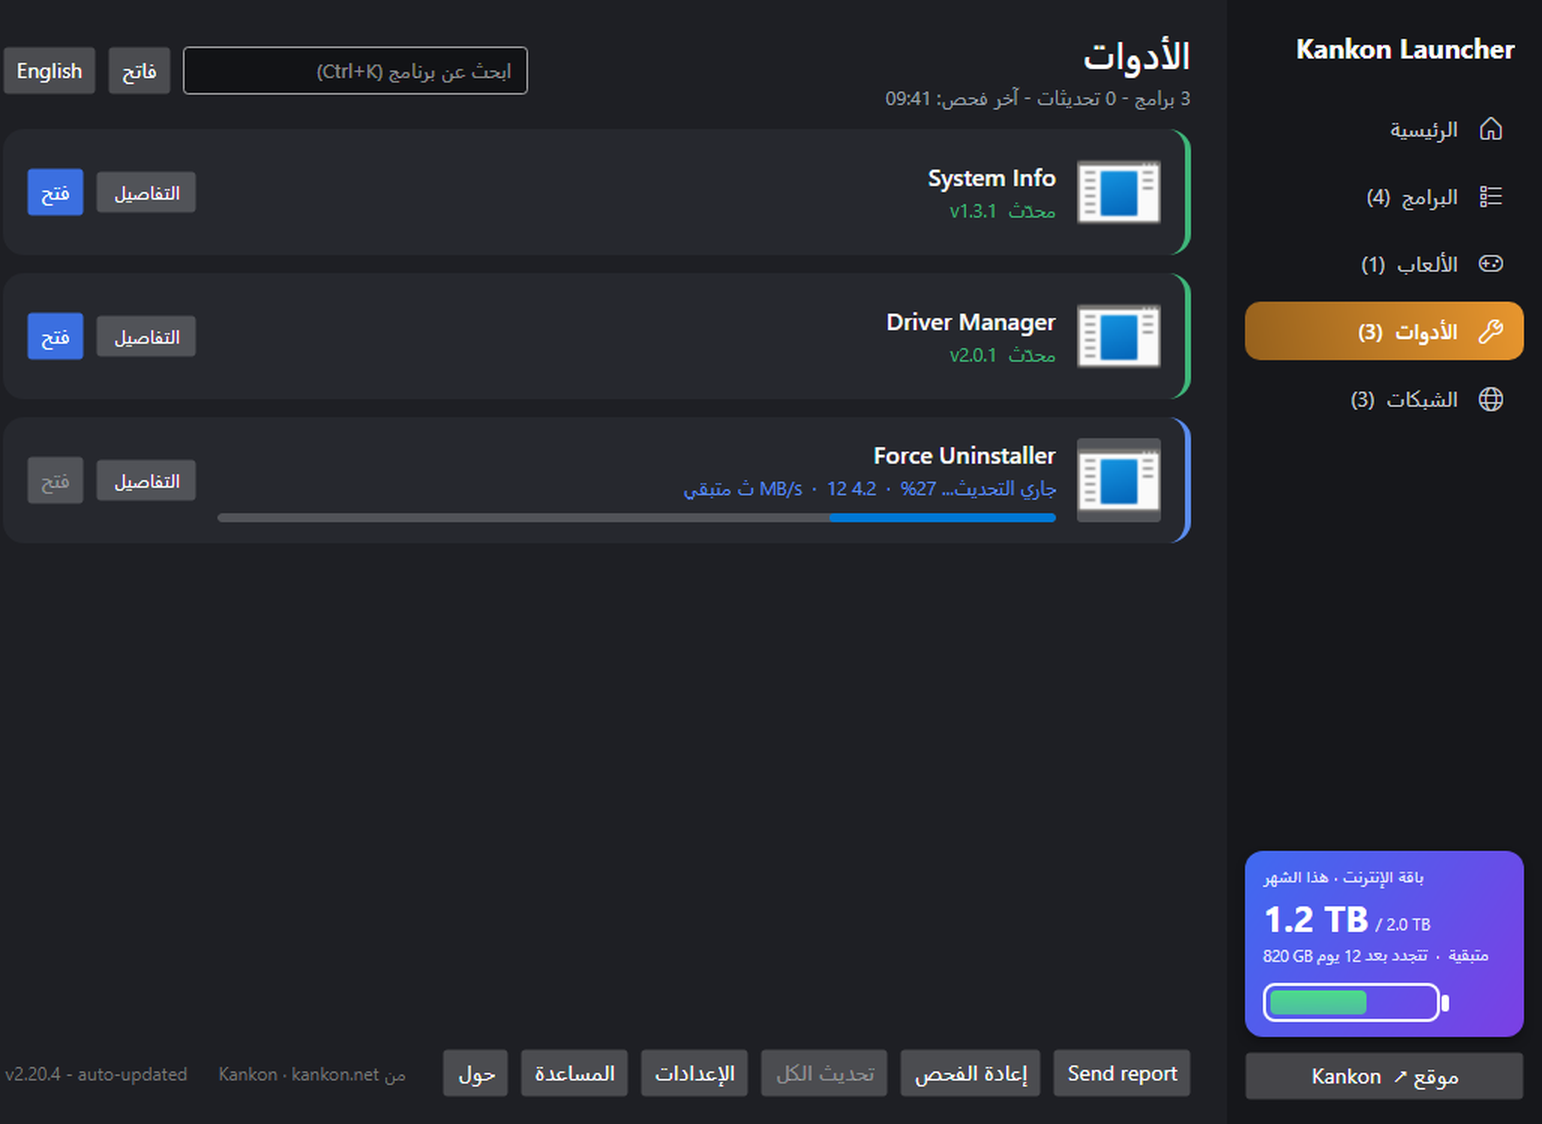 Kankon Launcher
الرئيسية
البرامج (4)
الألعاب (1)
الأدوات (3)
الشبكات (3)
باقة الإنترنت · هذا الشهر
1.2 TB / 2.0 TB
820 GB متبقية · تتجدد بعد 12 يوم
موقع Kankon ↗
الأدوات
3 برامج - 0 تحديثات - آخر فحص: 09:41
ابحث عن برنامج (Ctrl+K)
فاتح
English
System Info
محدّث v1.3.1
التفاصيل
فتح
Driver Manager
محدّث v2.0.1
التفاصيل
فتح
Force Uninstaller
جاري التحديث... 27% · 4.2 MB/s · 12 ث متبقي
التفاصيل
فتح
Send report
إعادة الفحص
تحديث الكل
الإعدادات
المساعدة
حول
من Kankon · kankon.net
v2.20.4 - auto-updated